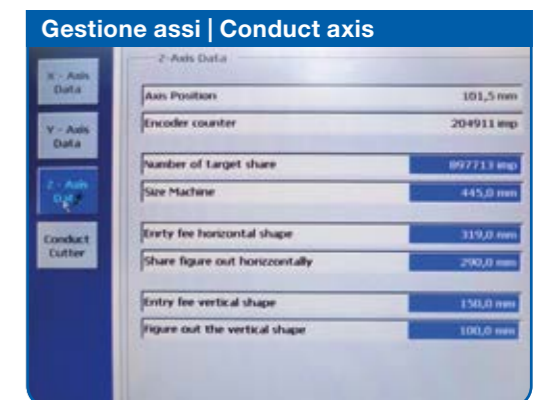 Gestione assi | Conduct axis
Z-Axis Data
X - Axis
Data
Y - Axis
Data
Z - Axis
Data
Conduct
Cutter
Axis Position 101,5 mm
Encoder counter 204911 imp
Number of target share 897713 imp
Size Machine 445,0 mm
Enrty fee horizontal shape 319,0 mm
Share figure out horizzontally 290,0 mm
Entry fee vertical shape 150,0 mm
Figure out the vertical shape 100,0 mm